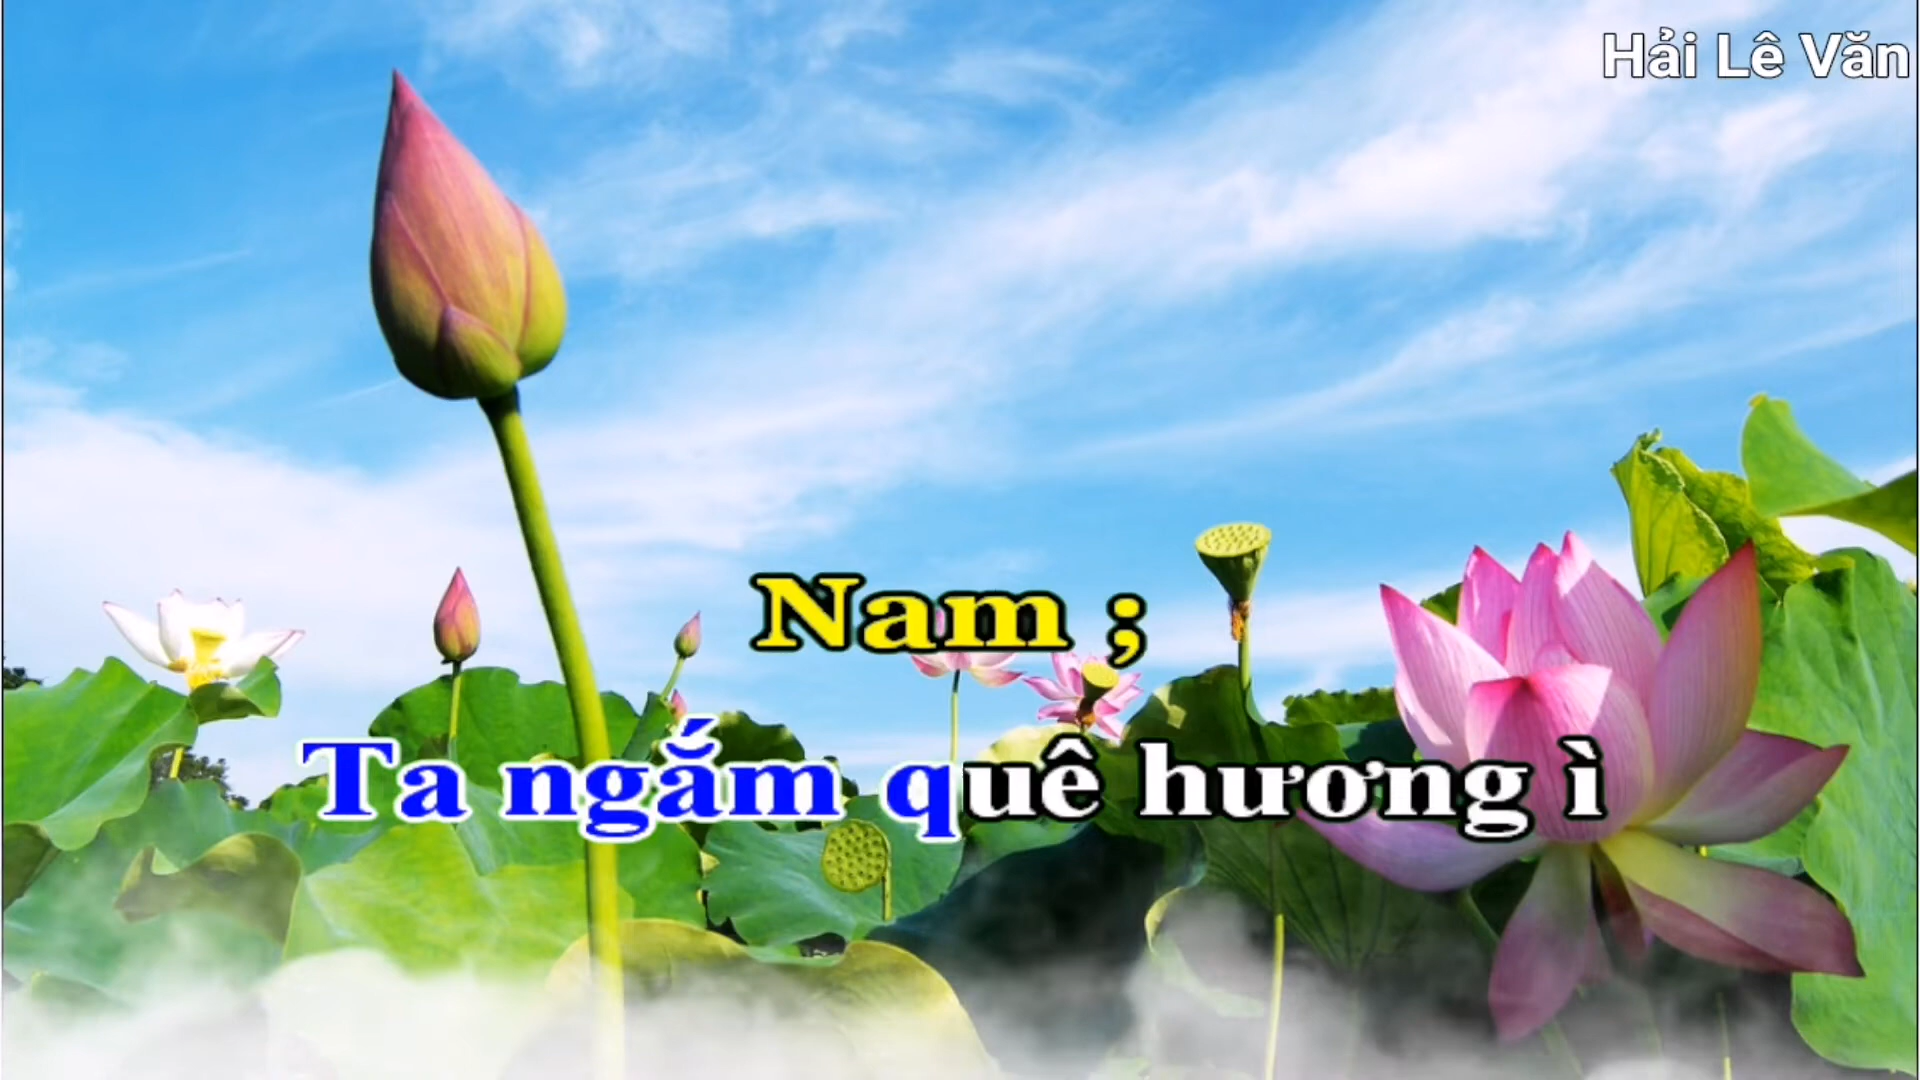 Hải Lê Văn
Nam ;
Ta ngắm quê hương ì